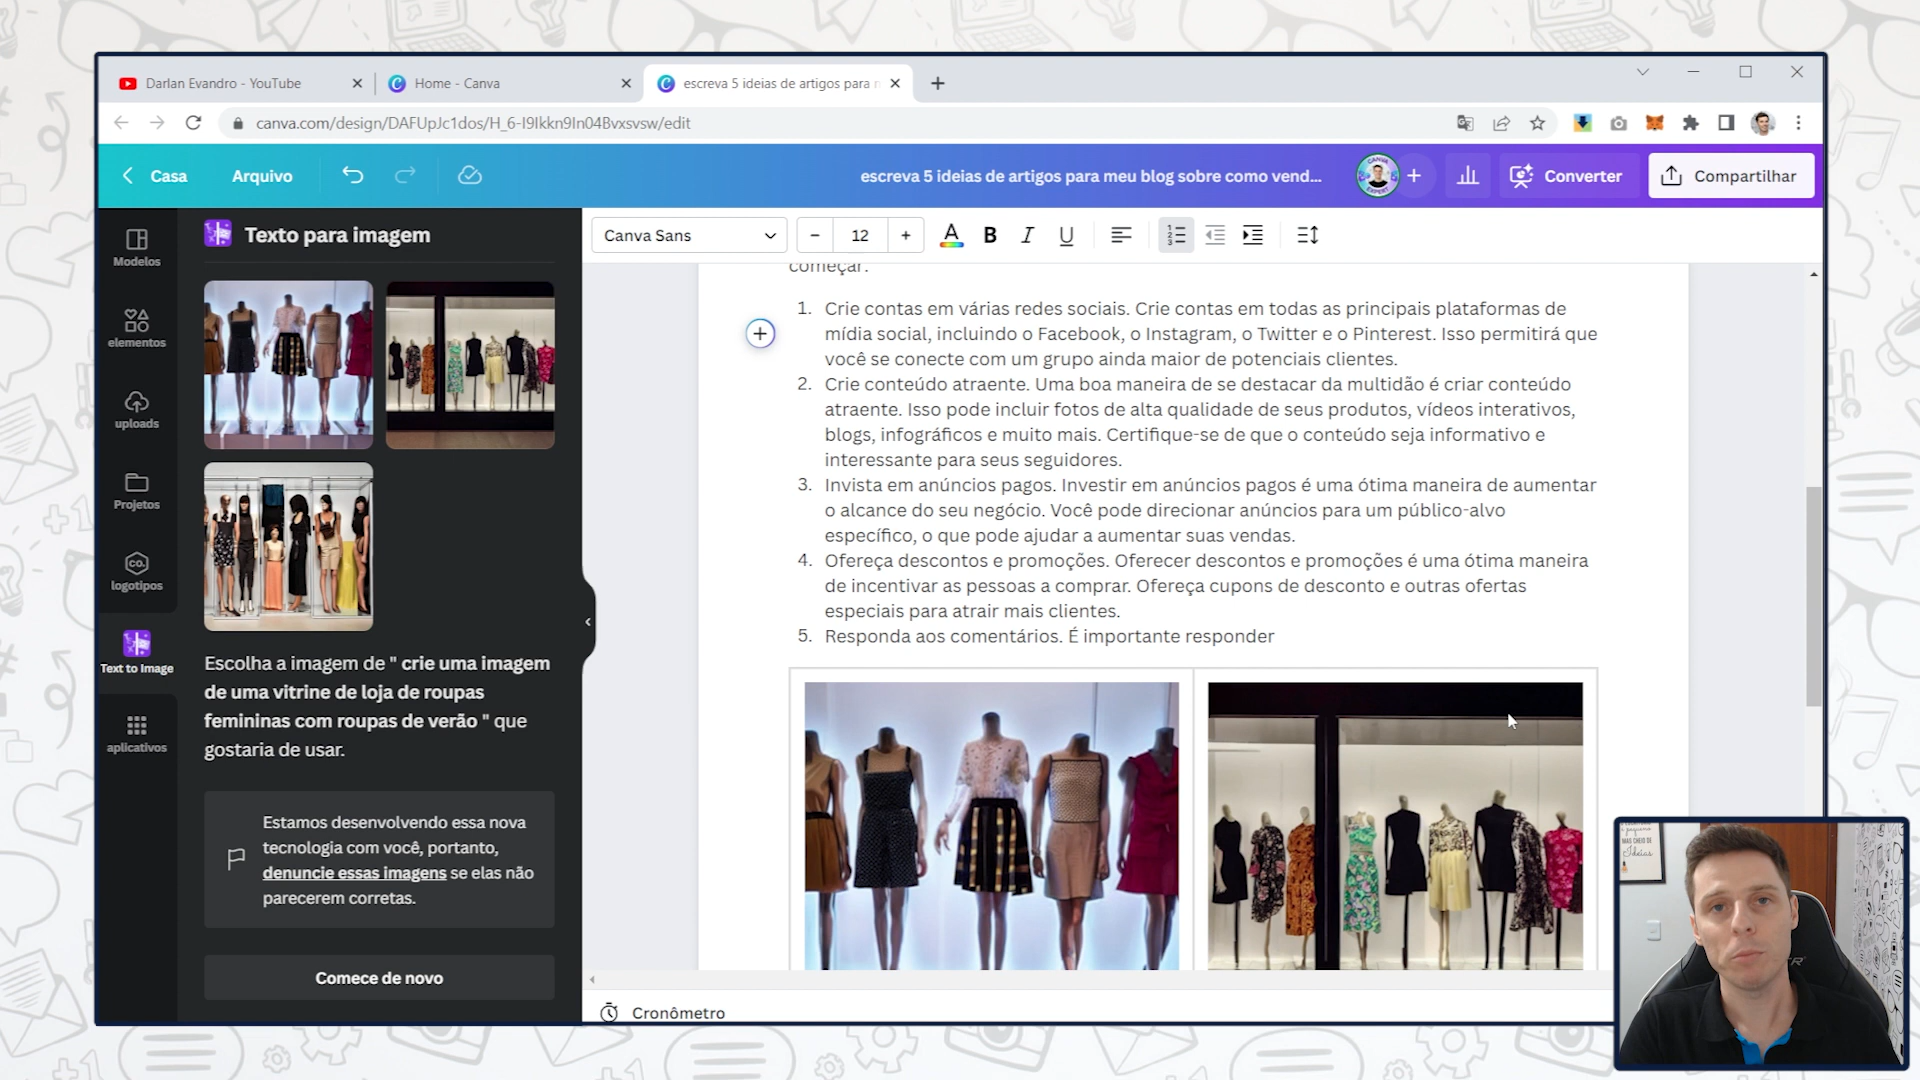 Darlan Evandro - YouTube
Home - Canva
escreva 5 ideias de artigos para n
canva.com/design/DAFUpJc1dos/H_6-I9Ikkn9In04Bvxsvsw/edit
Casa
Arquivo
escreva 5 ideias de artigos para meu blog sobre como vend...
Converter
Compartilhar
Modelos
elementos
uploads
Projetos
CO.
logotipos
Text to Image
aplicativos
Texto para imagem
Escolha a imagem de " crie uma imagem
de uma vitrine de loja de roupas
femininas com roupas de verão " que
gostaria de usar.
Estamos desenvolvendo essa nova
tecnologia com você, portanto,
denuncie essas imagens se elas não
parecerem corretas.
Comece de novo
Canva Sans
12
começar:
1. Crie contas em várias redes sociais. Crie contas em todas as principais plataformas de
mídia social, incluindo o Facebook, o Instagram, o Twitter e o Pinterest. Isso permitirá que
você se conecte com um grupo ainda maior de potenciais clientes.
2. Crie conteúdo atraente. Uma boa maneira de se destacar da multidão é criar conteúdo
atraente. Isso pode incluir fotos de alta qualidade de seus produtos, vídeos interativos,
blogs, infográficos e muito mais. Certifique-se de que o conteúdo seja informativo e
interessante para seus seguidores.
3. Invista em anúncios pagos. Investir em anúncios pagos é uma ótima maneira de aumentar
o alcance do seu negócio. Você pode direcionar anúncios para um público-alvo
específico, o que pode ajudar a aumentar suas vendas.
4. Ofereça descontos e promoções. Oferecer descontos e promoções é uma ótima maneira
de incentivar as pessoas a comprar. Ofereça cupons de desconto e outras ofertas
especiais para atrair mais clientes.
5. Responda aos comentários. É importante responder
Cronômetro
MAIS CHEIO DE
Ideias